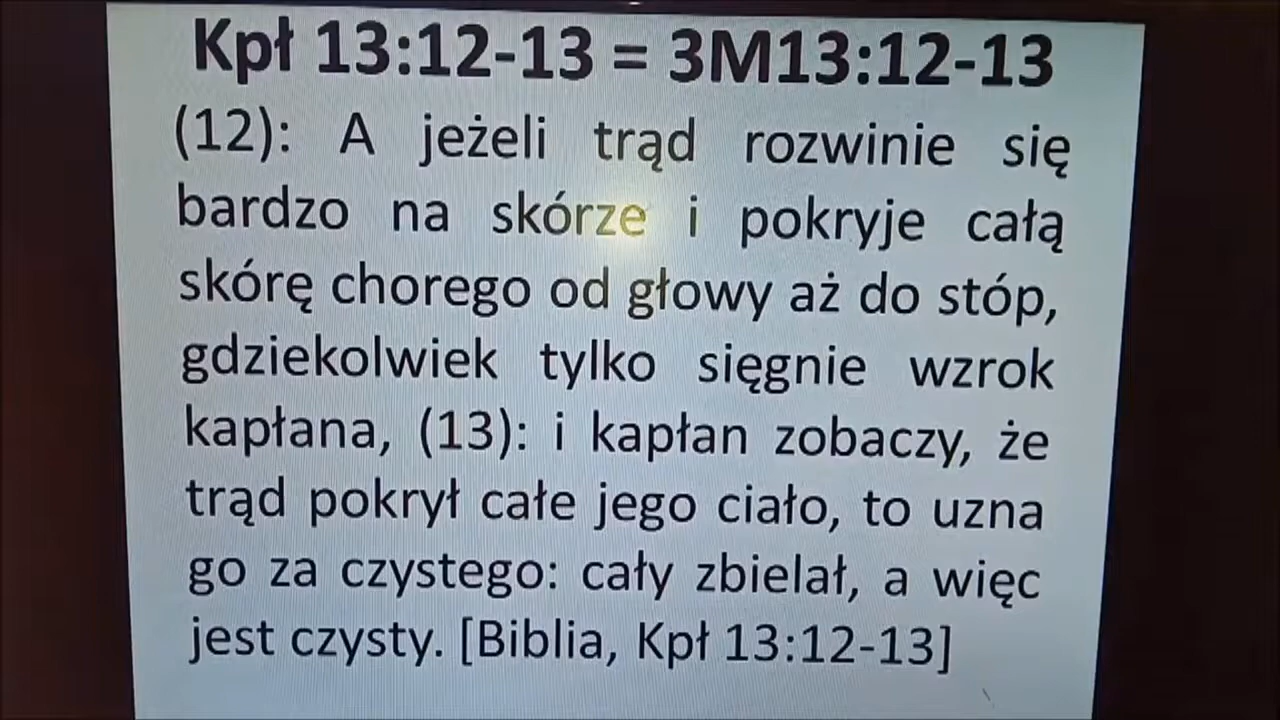 Kpł 13:12-13 = 3M13:12-13
(12): A jeżeli trąd rozwinie się
bardzo na skórze i pokryje całą
skórę chorego od głowy aż do stóp,
gdziekolwiek tylko sięgnie wzrok
kapłana, (13): i kapłan zobaczy, że
trąd pokrył całe jego ciało, to uzna
go za czystego: cały zbielał, a więc
jest czysty. [Biblia, Kpł 13:12-13]